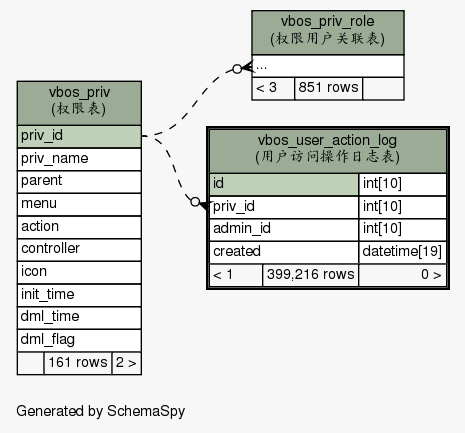 vbos_priv_role
(权限用户关联表)
...
< 3 851 rows
vbos_priv
(权限表)
priv_id
priv_name
parent
menu
action
controller
icon
init_time
dml_time
dml_flag
161 rows 2 >
vbos_user_action_log
(用户访问操作日志表)
id int[10]
priv_id int[10]
admin_id int[10]
created datetime[19]
< 1 399,216 rows 0 >
Generated by SchemaSpy